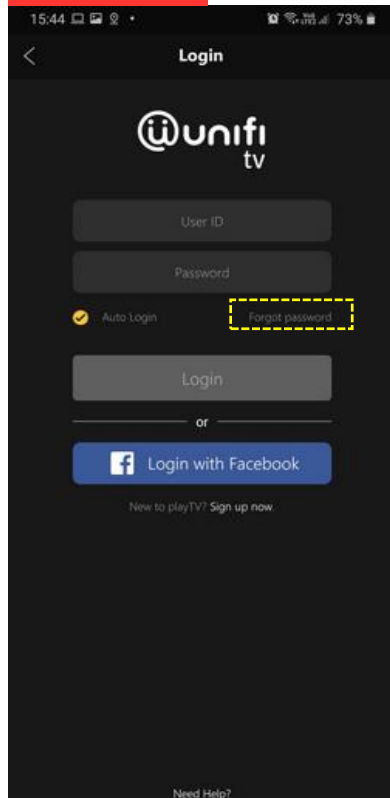 15:44 73%
Login
unifi
tv
User ID
Password
Auto Login Forgot password
Login
or
Login with Facebook
New to playTV? Sign up now.
Need Help?